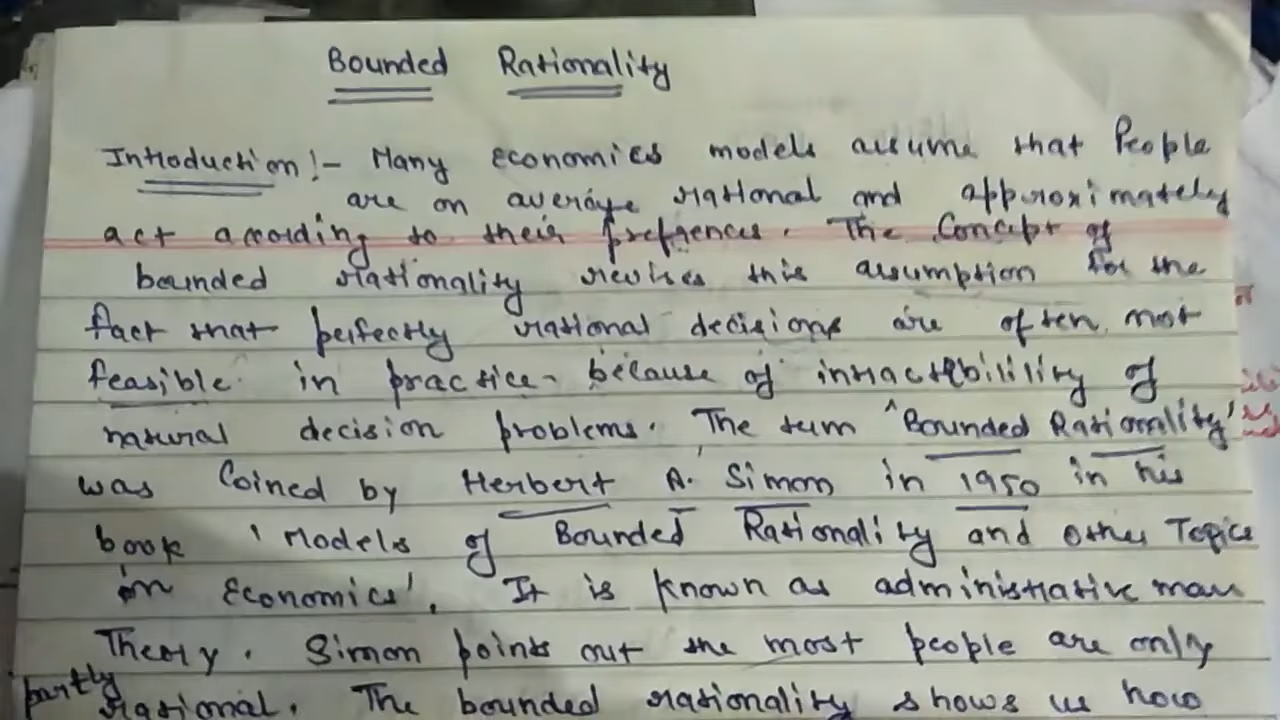 Bounded Rationality
Introduction!- Many economics models assume that People
are on average rational and approximately
act according to their prefrences. The Concept of
bounded rationality revises this assumption for the
fact that perfectly rational decisions are often not
feasible in practice. because of intractibilility of
natural decision problems. The term 'Bounded Rationality'
was Coined by Herbert A. Simon in 1950 in his
book 'Models of Bounded Rationality and other Topics
in Economics'. It is known as administrative man
Theory. Simon points out the most people are only
partly rational. The bounded rationality shows us how